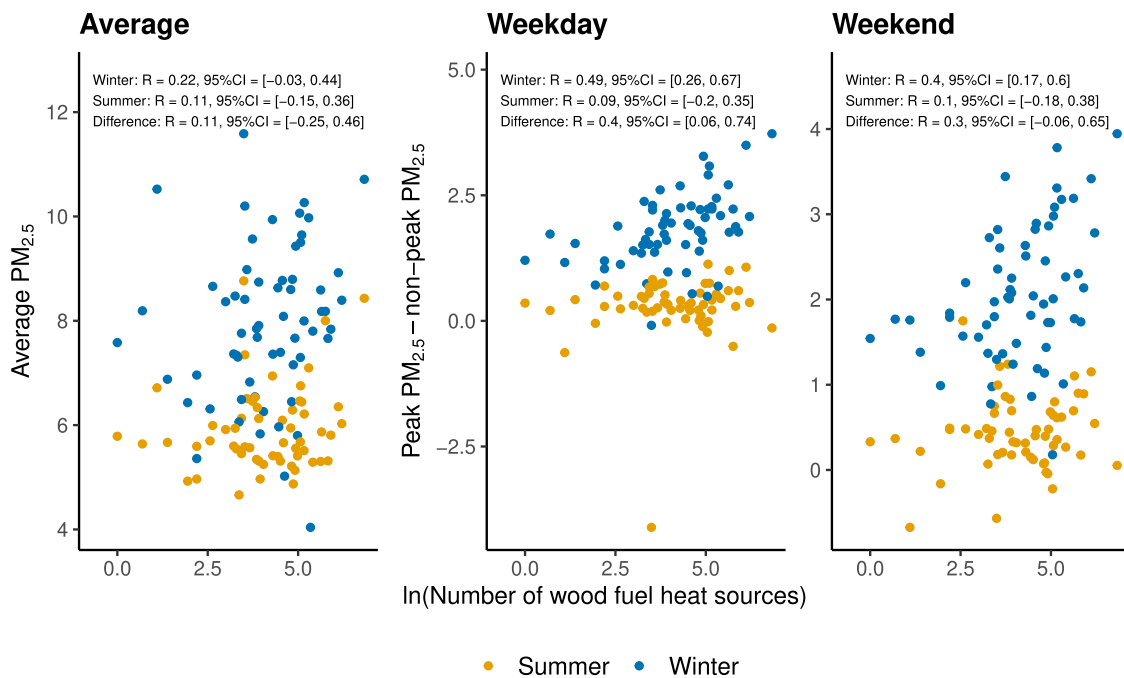 Average
Weekday
Weekend
Winter: R = 0.22, 95%CI = [−0.03, 0.44]
Summer: R = 0.11, 95%CI = [−0.15, 0.36]
Difference: R = 0.11, 95%CI = [−0.25, 0.46]
Winter: R = 0.49, 95%CI = [0.26, 0.67]
Summer: R = 0.09, 95%CI = [−0.2, 0.35]
Difference: R = 0.4, 95%CI = [0.06, 0.74]
Winter: R = 0.4, 95%CI = [0.17, 0.6]
Summer: R = 0.1, 95%CI = [−0.18, 0.38]
Difference: R = 0.3, 95%CI = [−0.06, 0.65]
Average PM2.5
12
10
8
6
4
Peak PM2.5 − non−peak PM2.5
5.0
2.5
0.0
−2.5
4
3
2
1
0
0.0 2.5 5.0
0.0 2.5 5.0
0.0 2.5 5.0
ln(Number of wood fuel heat sources)
Summer Winter